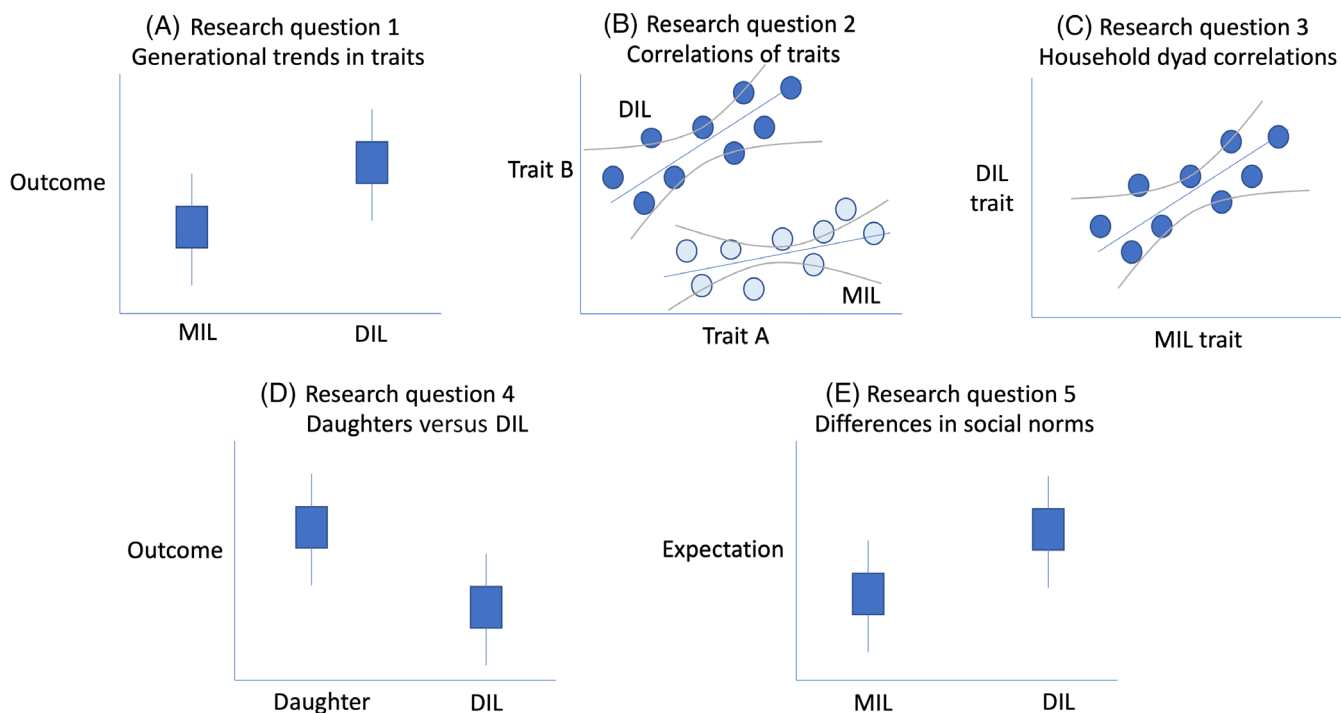 (A) Research question 1
Generational trends in traits
Outcome
MIL
DIL
(B) Research question 2
Correlations of traits
DIL
Trait B
MIL
Trait A
(C) Research question 3
Household dyad correlations
DIL
trait
MIL trait
(D) Research question 4
Daughters versus DIL
Outcome
Daughter
DIL
(E) Research question 5
Differences in social norms
Expectation
MIL
DIL